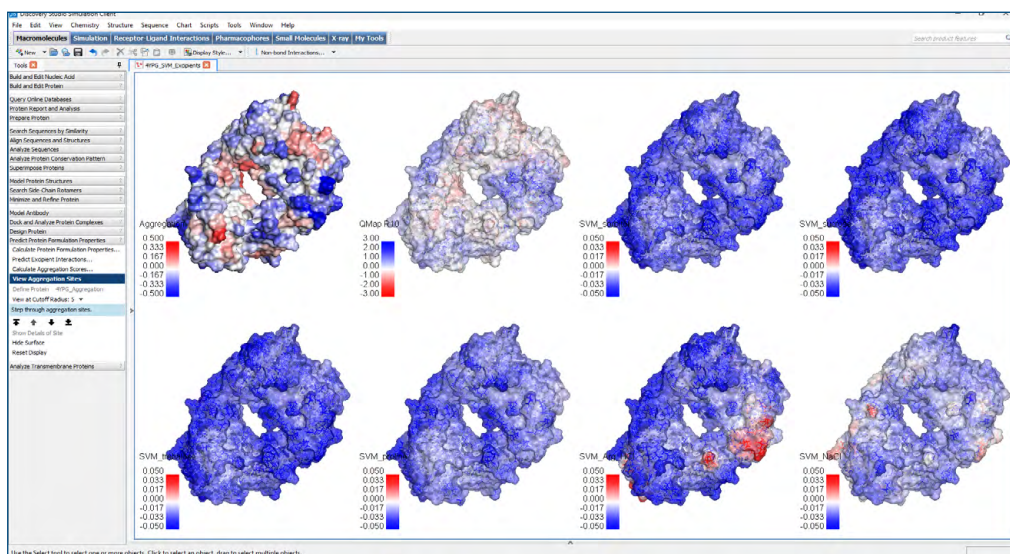 Discovery Studio Simulation Client
File Edit View Chemistry Structure Sequence Chart Scripts Tools Window Help
Macromolecules Simulation Receptor-Ligand Interactions Pharmacophores Small Molecules X ray My Tools
New Display Style... Non-bond Interactions...
search product features
Tools
4YPG_SVM_Exopients
Build and Edit Nucleic Acid
Build and Edit Protein
Query Online Databases
Protein Report and Analysis
Prepare Protein
Search Sequences by Similarity
Align Sequences and Structures
Analyze Sequences
Analyze Protein Conservation Pattern
Superimpose Proteins
Model Protein Structures
Search Side-Chain Rotamers
Minimize and Refine Protein
Model Antibody
Dock and Analyze Protein Complexes
Design Protein
Predict Protein Formulation Properties
Calculate Protein Formulation Properties...
Predict Exopient Interactions...
Calculate Aggregation Scores...
View Aggregation Sites
Define Protein: 4YPG_Aggregation
View at Cutoff Radius: 5
Step through aggregation sites.
Show Details of Site
Hide Surface
Reset Display
Analyze Transmembrane Proteins
0.500
0.333
0.167
0.000
-0.167
-0.333
-0.500
QMap R10
3.00
2.00
1.00
0.00
-1.00
-2.00
-3.00
0.050
0.033
0.017
0.000
-0.017
-0.033
-0.050
0.050
0.033
0.017
0.000
-0.017
-0.033
-0.050
0.050
0.033
0.017
0.000
-0.017
-0.033
-0.050
0.050
0.033
0.017
0.000
-0.017
-0.033
-0.050
0.050
0.033
0.017
0.000
-0.017
-0.033
-0.050
SVM_NaCl
0.050
0.033
0.017
0.000
-0.017
-0.033
-0.050
Use the Select tool to select one or more objects. Click to select an object, drag to select multiple objects.